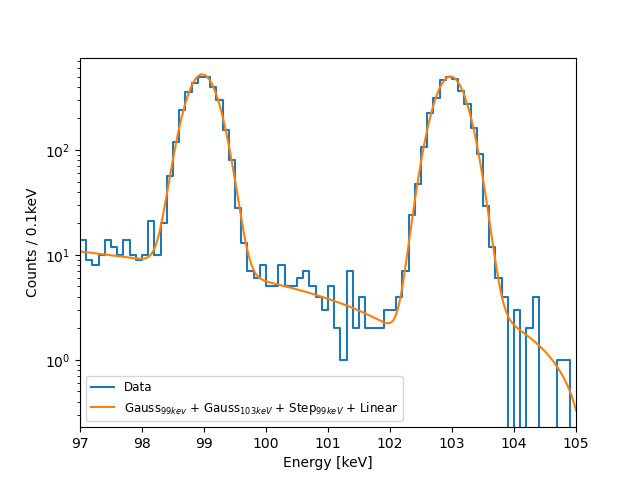 Counts / 0.1keV
10²
10¹
10⁰
Data
Gauss₉₉ₖₑᵥ + Gauss₁₀₃ₖₑV + Step₉₉ₖₑV + Linear
97 98 99 100 101 102 103 104 105
Energy [keV]